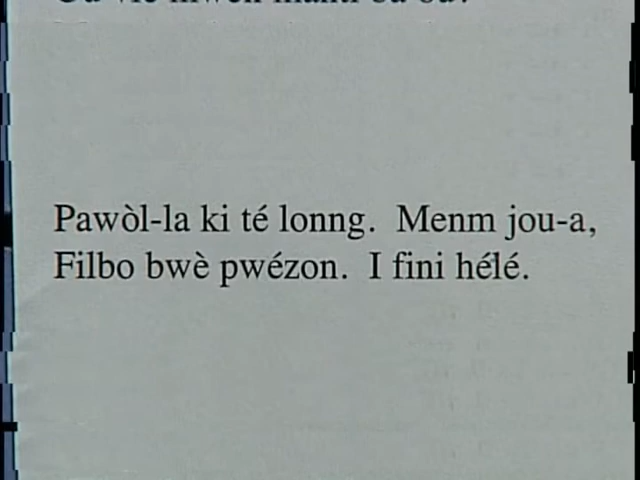 Pawòl-la ki té lonng. Menm jou-a,
Filbo bwè pwézon. I fini hélé.